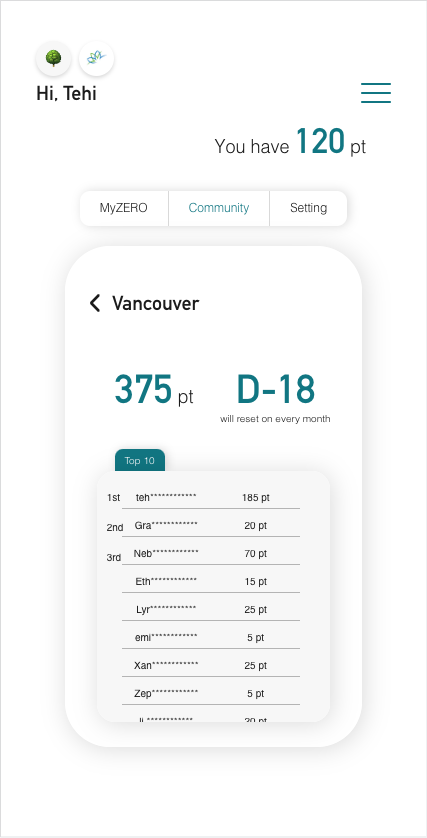 Hi, Tehi
You have 120 pt
MyZERO Community Setting
Vancouver
375 pt D-18
will reset on every month
Top 10
1st teh************ 185 pt
2nd Gra************ 20 pt
3rd Neb************ 70 pt
Eth************ 15 pt
Lyr************ 25 pt
emi************ 5 pt
Xan************ 25 pt
Zep************ 5 pt
20 pt